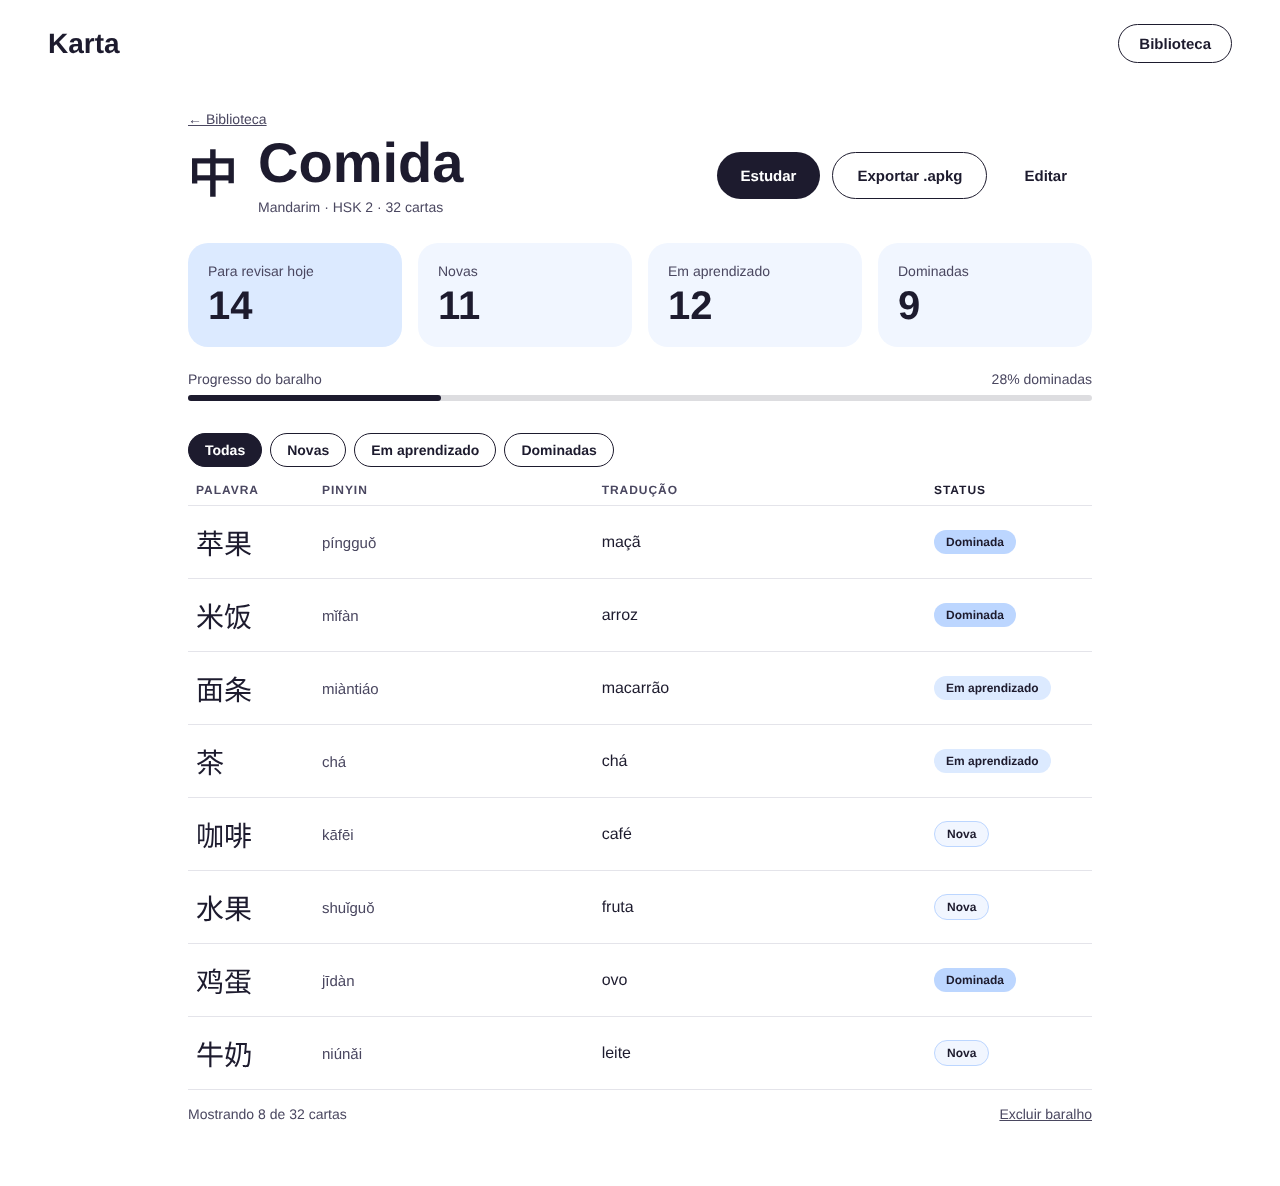 Karta
Biblioteca
← Biblioteca
中 Comida
Mandarim · HSK 2 · 32 cartas
Estudar
Exportar .apkg
Editar
Para revisar hoje
14
Novas
11
Em aprendizado
12
Dominadas
9
Progresso do baralho
28% dominadas
Todas
Novas
Em aprendizado
Dominadas
PALAVRA PINYIN TRADUÇÃO STATUS
苹果 píngguǒ maçã Dominada
米饭 mǐfàn arroz Dominada
面条 miàntiáo macarrão Em aprendizado
茶 chá chá Em aprendizado
咖啡 kāfēi café Nova
水果 shuǐguǒ fruta Nova
鸡蛋 jīdàn ovo Dominada
牛奶 niúnǎi leite Nova
Mostrando 8 de 32 cartas
Excluir baralho